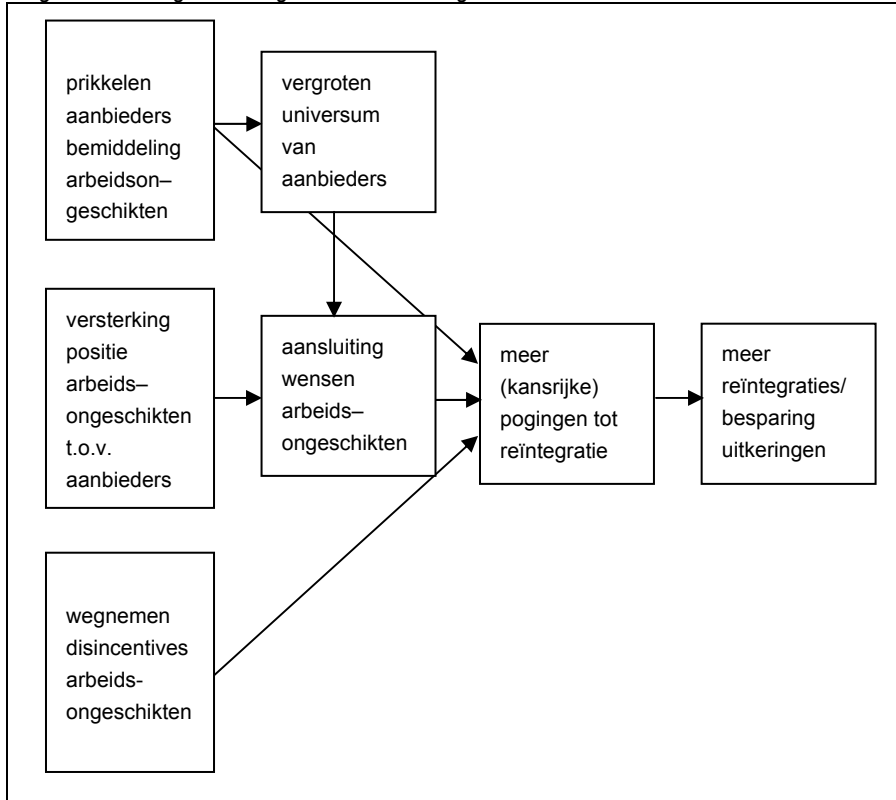 prikkelen
aanbieders
bemiddeling
arbeidson–
geschikten
vergroten
universum
van
aanbieders
versterking
positie
arbeids–
ongeschikten
t.o.v.
aanbieders
aansluiting
wensen
arbeids–
ongeschikten
meer
(kansrijke)
pogingen tot
reïntegratie
meer
reïntegraties/
besparing
uitkeringen
wegnemen
disincentives
arbeids-
ongeschikten